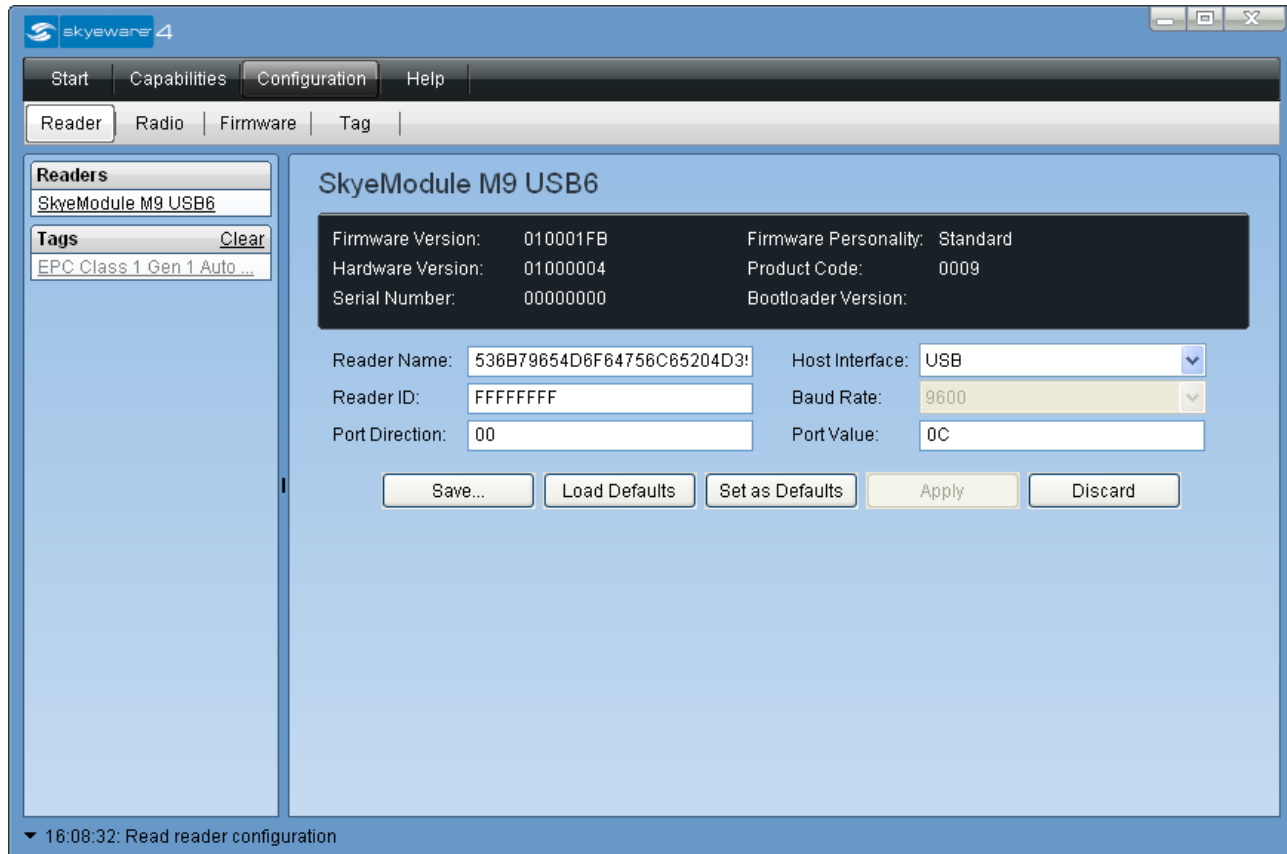 skyeware 4
Start Capabilities Configuration Help
Reader Radio Firmware Tag
Readers
SkyeModule M9 USB6
Tags Clear
EPC Class 1 Gen 1 Auto ...
SkyeModule M9 USB6
Firmware Version: 010001FB Firmware Personality: Standard
Hardware Version: 01000004 Product Code: 0009
Serial Number: 00000000 Bootloader Version:
Reader Name: 536B79654D6F64756C65204D3 Host Interface: USB
Reader ID: FFFFFFFF Baud Rate: 9600
Port Direction: 00 Port Value: 0C
Save... Load Defaults Set as Defaults Apply Discard
16:08:32: Read reader configuration